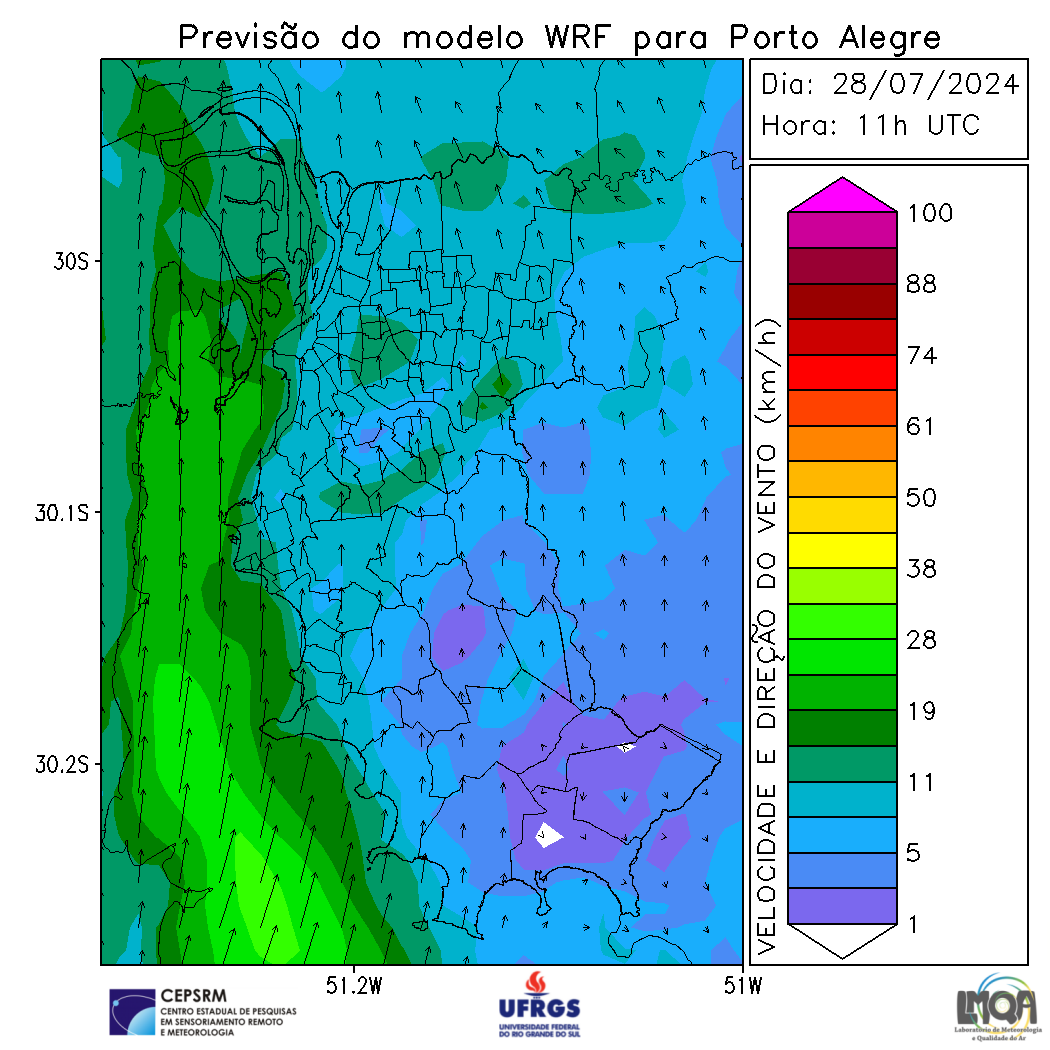 Previsão do modelo WRF para Porto Alegre
Dia: 28/07/2024
Hora: 11h UTC
30S
30.1S
30.2S
51.2W
51W
VELOCIDADE E DIREÇÃO DO VENTO (km/h)
100
88
74
61
50
38
28
19
11
5
1
CEPSRM
CENTRO ESTADUAL DE PESQUISAS
EM SENSORIAMENTO REMOTO
E METEOROLOGIA
UFRGS
UNIVERSIDADE FEDERAL
DO RIO GRANDE DO SUL
LMQA
Laboratório de Meteorologia
e Qualidade do Ar